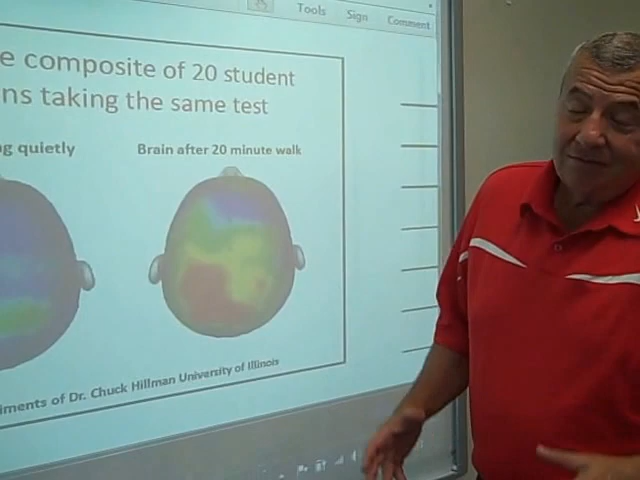 Tools Sign Comment
e composite of 20 student
ns taking the same test
g quietly Brain after 20 minute walk
iments of Dr. Chuck Hillman University of Illinois